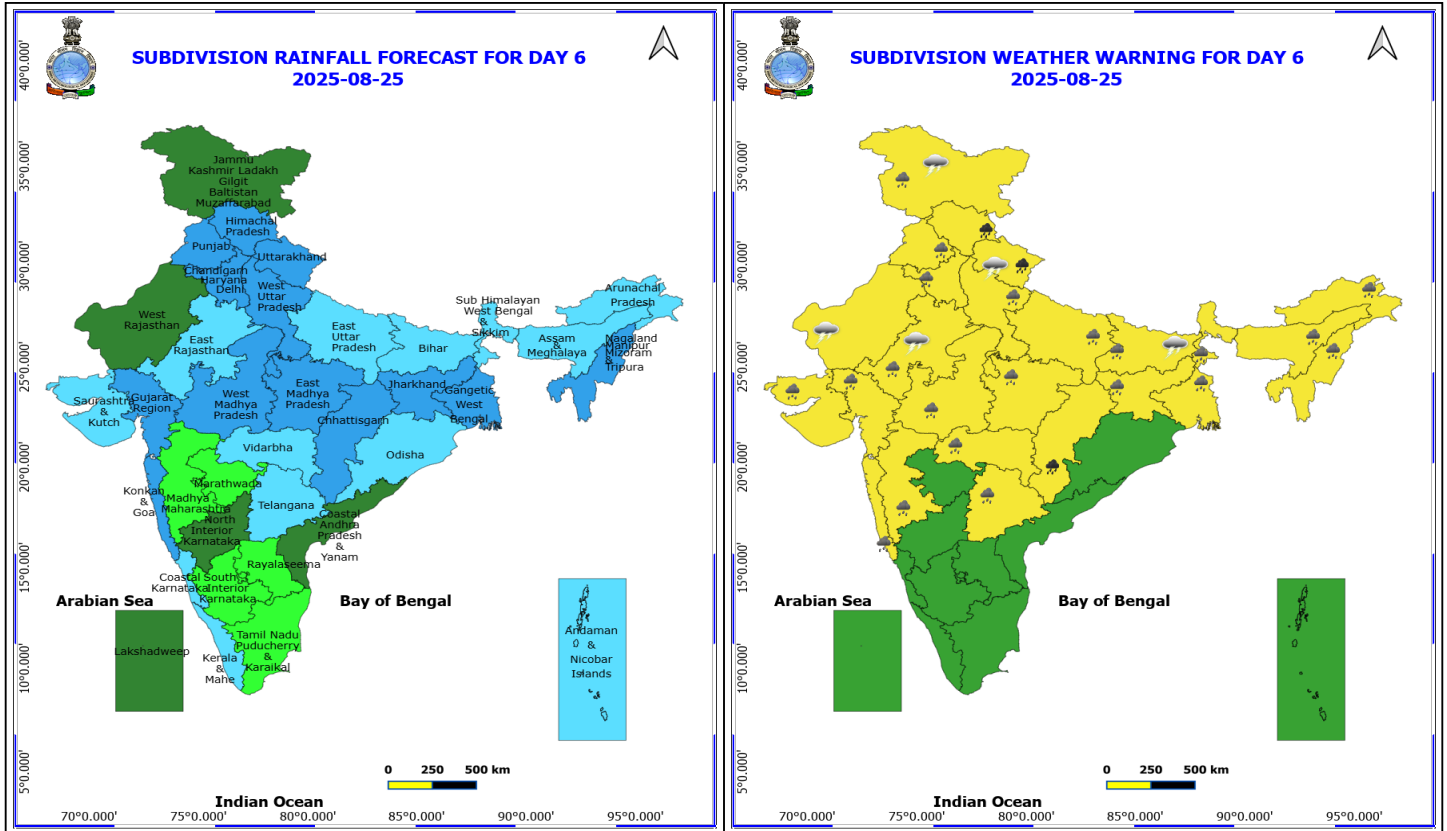 SUBDIVISION RAINFALL FORECAST FOR DAY 6
2025-08-25
40°0.000'
35°0.000'
30°0.000'
25°0.000'
20°0.000'
15°0.000'
10°0.000'
5°0.000'
Jammu
Kashmir Ladakh
Gilgit
Baltistan
Muzaffarabad
Himachal
Pradesh
Punjab
Uttarakhand
Chandigarh
Haryana
Delhi
West
Uttar
Pradesh
West
Rajasthan
East
Rajasthan
East
Uttar
Pradesh
Bihar
Sub Himalayan
West Bengal
&
Sikkim
Arunachal
Pradesh
Assam
&
Meghalaya
Nagaland
Manipur
Mizoram
&
Tripura
Saurashtra
&
Kutch
Gujarat
Region
West
Madhya
Pradesh
East
Madhya
Pradesh
Jharkhand
Gangetic
West
Bengal
Chhattisgarh
Vidarbha
Odisha
Konkan
&
Goa
Madhya
Maharashtra
Marathwada
Telangana
North
Interior
Karnataka
Coastal
Andhra
Pradesh
&
Yanam
Rayalaseema
Coastal
Karnataka
South
Interior
Karnataka
Tamil Nadu
Puducherry
&
Karaikal
Kerala
&
Mahe
Lakshadweep
Andaman
&
Nicobar
Islands
Arabian Sea
Bay of Bengal
Indian Ocean
0 250 500 km
70°0.000' 75°0.000' 80°0.000' 85°0.000' 90°0.000' 95°0.000'
SUBDIVISION WEATHER WARNING FOR DAY 6
2025-08-25
40°0.000'
35°0.000'
30°0.000'
25°0.000'
20°0.000'
15°0.000'
10°0.000'
5°0.000'
Arabian Sea
Bay of Bengal
Indian Ocean
0 250 500 km
70°0.000' 75°0.000' 80°0.000' 85°0.000' 90°0.000' 95°0.000'